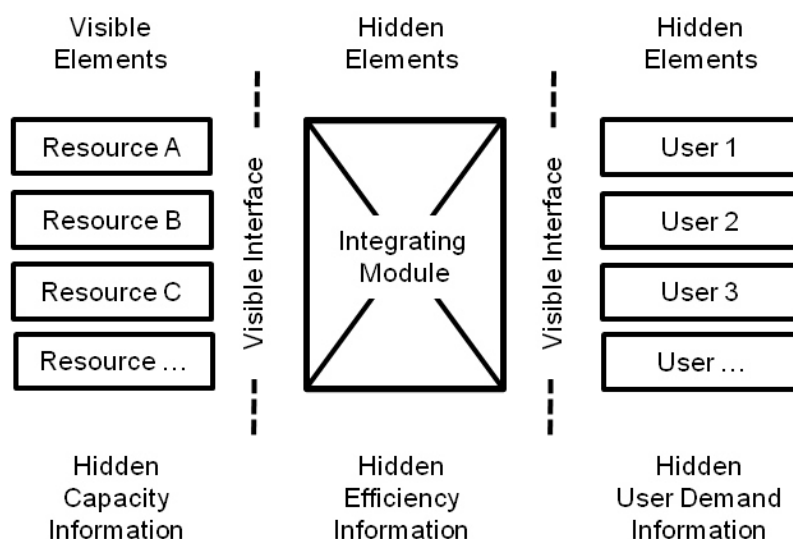 Visible
Elements
Hidden
Elements
Hidden
Elements
Resource A
Resource B
Resource C
Resource ...
Visible Interface
Integrating
Module
Visible Interface
User 1
User 2
User 3
User ...
Hidden
Capacity
Information
Hidden
Efficiency
Information
Hidden
User Demand
Information